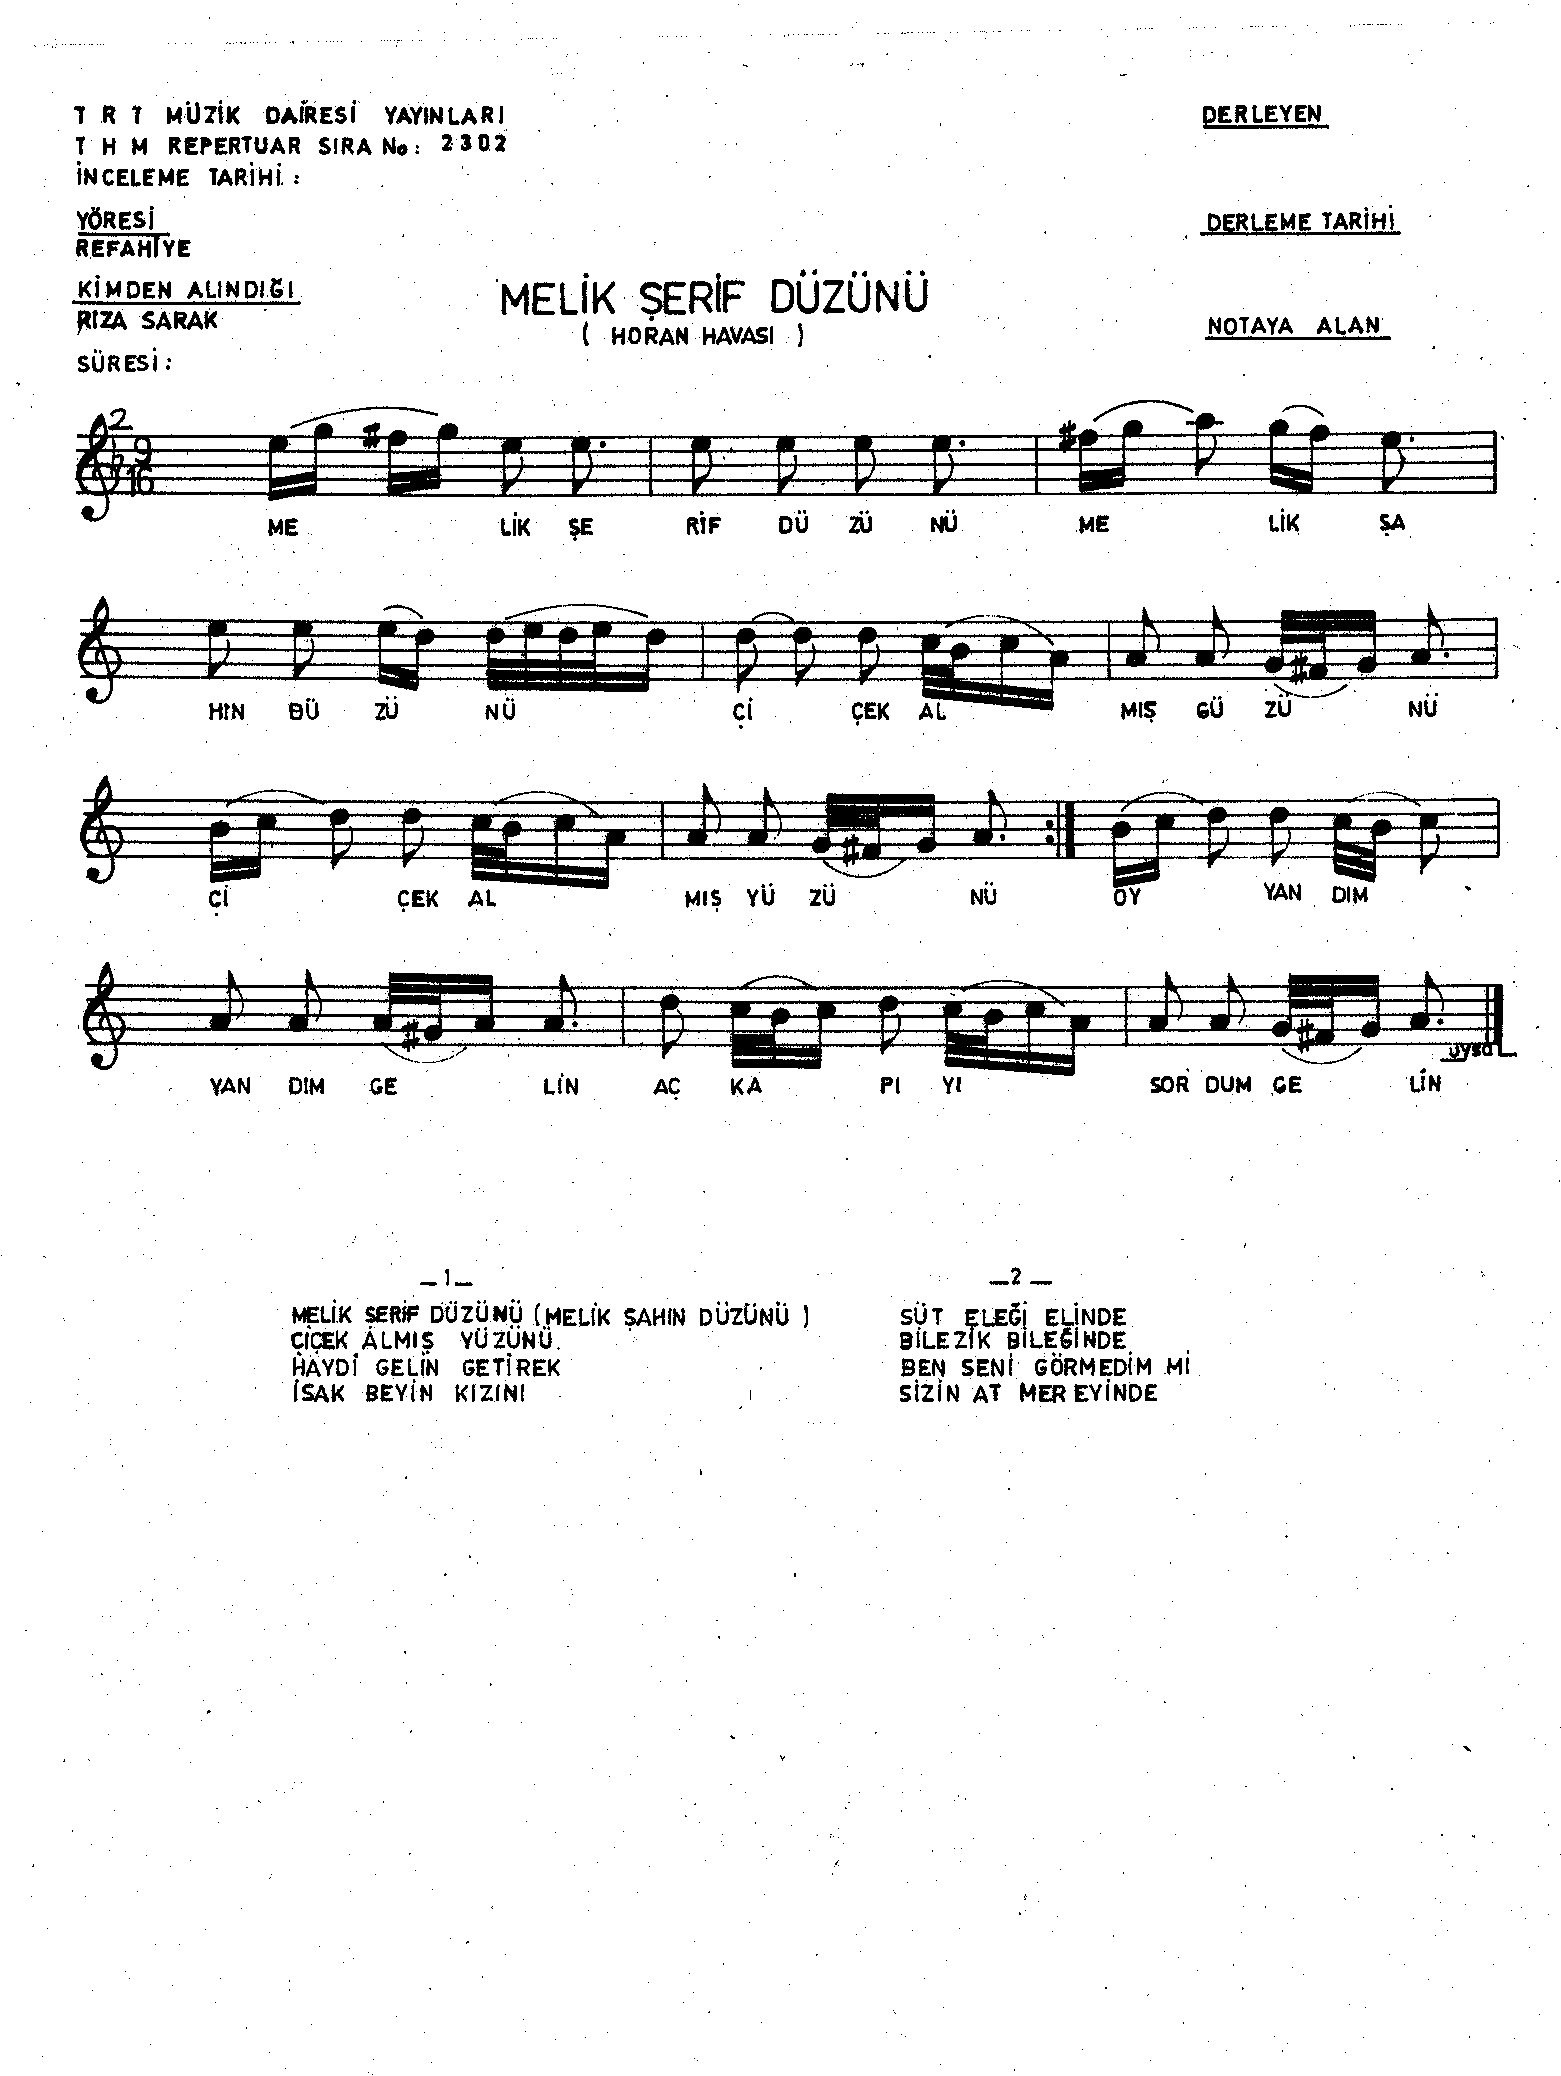 T R T MÜZİK DAİRESİ YAYINLARI
T H M REPERTUAR SIRA No: 2302
İNCELEME TARİHİ :
YÖRESİ
REFAHİYE
KİMDEN ALINDIĞI
RIZA SARAK
SÜRESİ :
DERLEYEN
DERLEME TARİHİ
NOTAYA ALAN
MELİK ŞERİF DÜZÜNÜ
( HORAN HAVASI )
2
9
16
ME LİK ŞE RİF DÜ ZÜ NÜ ME LİK ŞA
HIN DÜ ZÜ NÜ Çİ ÇEK AL MIŞ GÜ ZÜ NÜ
Çİ ÇEK AL MIŞ YÜ ZÜ NÜ OY YAN DIM
YAN DIM GE LİN AÇ KA PI YI SOR DUM GE LİN
uysal
_ 1 _
MELİK ŞERİF DÜZÜNÜ ( MELİK ŞAHIN DÜZÜNÜ )
ÇİÇEK ALMIŞ YÜZÜNÜ
HAYDİ GELİN GETİREK
İSAK BEYİN KIZINI
_ 2 _
SÜT ELEĞİ ELİNDE
BİLEZİK BİLEĞİNDE
BEN SENİ GÖRMEDİM Mİ
SİZİN AT MEREYİNDE